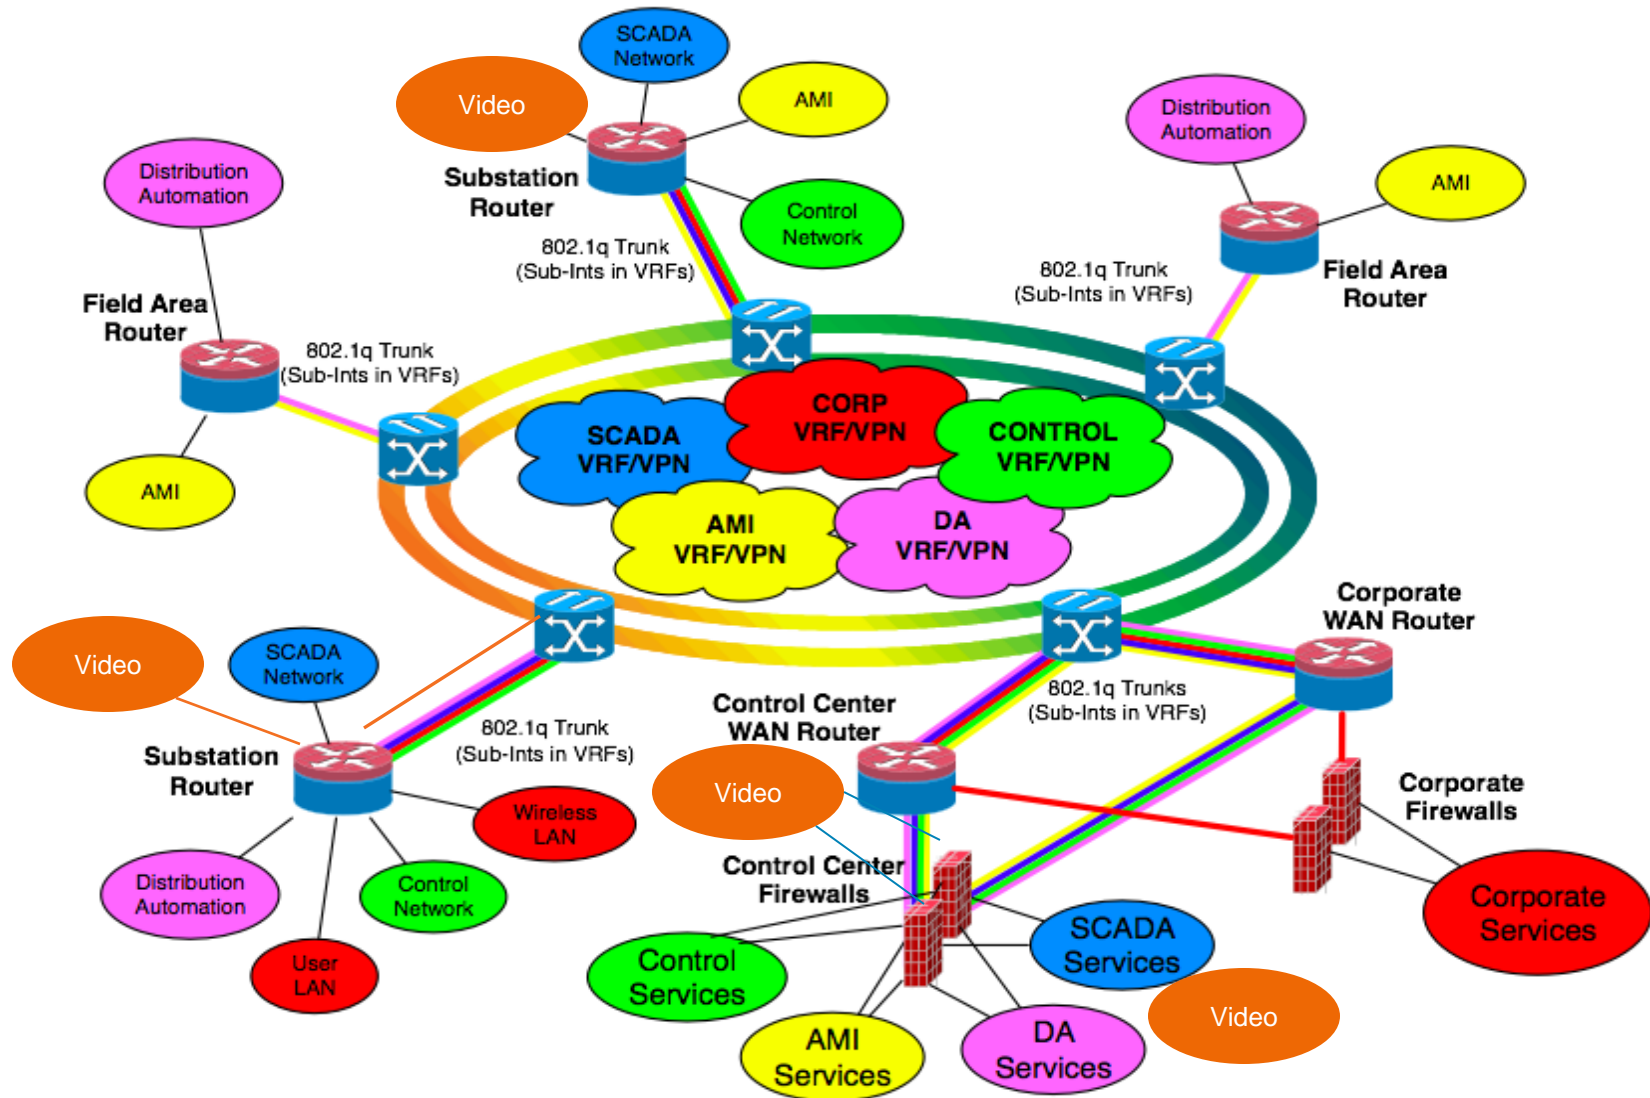 SCADA
Network
Video
AMI
Distribution
Automation
Substation
Router
Control
Network
AMI
Distribution
Automation
802.1q Trunk
(Sub-Ints in VRFs)
802.1q Trunk
(Sub-Ints in VRFs)
Field Area
Router
Field Area
Router
802.1q Trunk
(Sub-Ints in VRFs)
CORP
VRF/VPN
SCADA
VRF/VPN
CONTROL
VRF/VPN
AMI
AMI
VRF/VPN
DA
VRF/VPN
Corporate
WAN Router
Video
SCADA
Network
802.1q Trunks
(Sub-Ints in VRFs)
Control Center
WAN Router
802.1q Trunk
(Sub-Ints in VRFs)
Substation
Router
Video
Corporate
Firewalls
Wireless
LAN
Control Center
Firewalls
Distribution
Automation
Control
Network
Corporate
Services
SCADA
Services
User
LAN
Control
Services
Video
AMI
Services
DA
Services